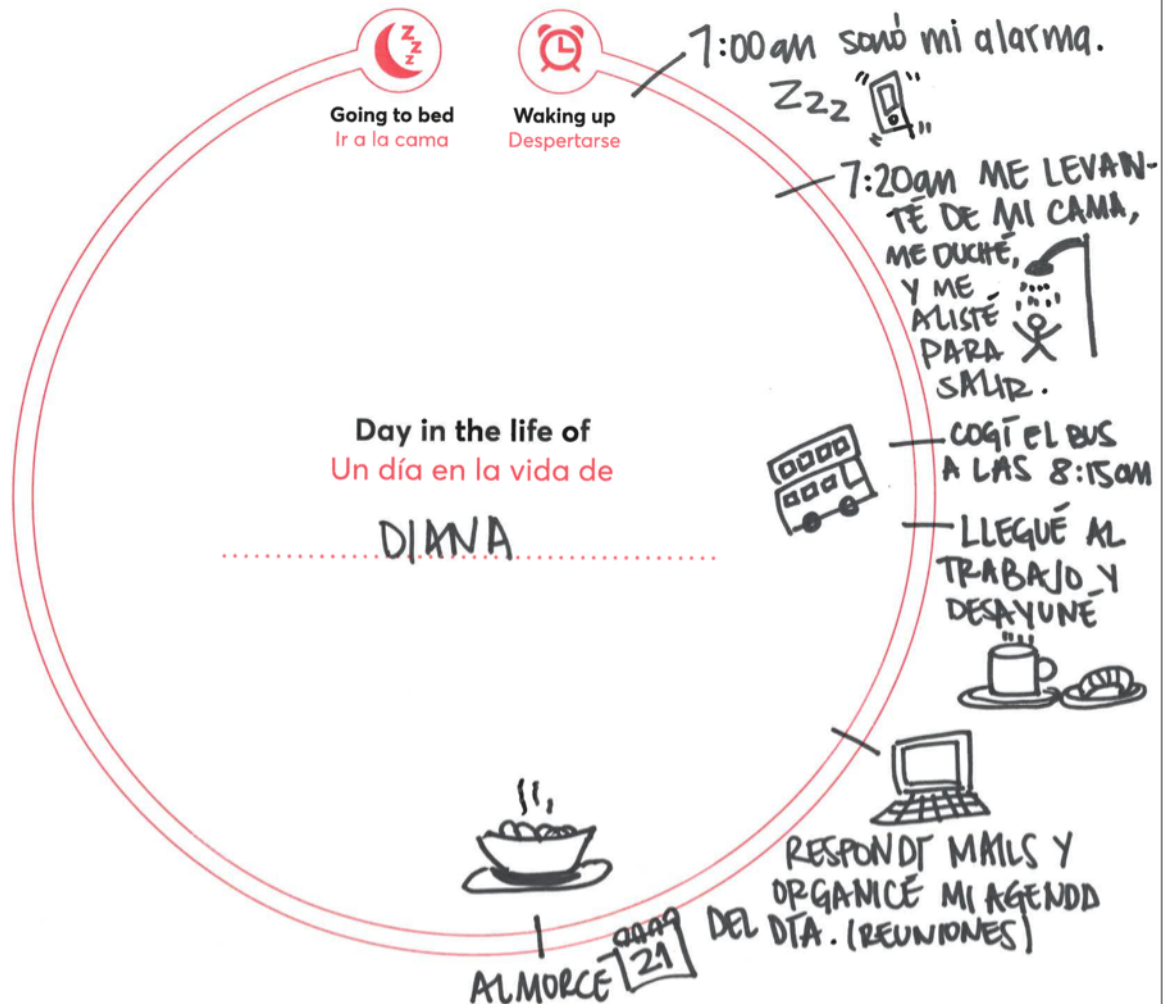 Z
Z
Z
Going to bed
Ir a la cama
Waking up
Despertarse
7:00am sonó mi alarma.
Zzz
7:20am ME LEVAN-
TÉ DE MI CAMA,
ME DUCHÉ,
Y ME
ALISTÉ
PARA
SALIR.
COGÍ EL BUS
A LAS 8:15am
LLEGUÉ AL
TRABAJO Y
DESAYUNÉ
RESPONDÍ MAILS Y
ORGANICÉ MI AGENDA
DEL DÍA. (REUNIONES)
21
ALMORCE
Day in the life of
Un día en la vida de
DIANA